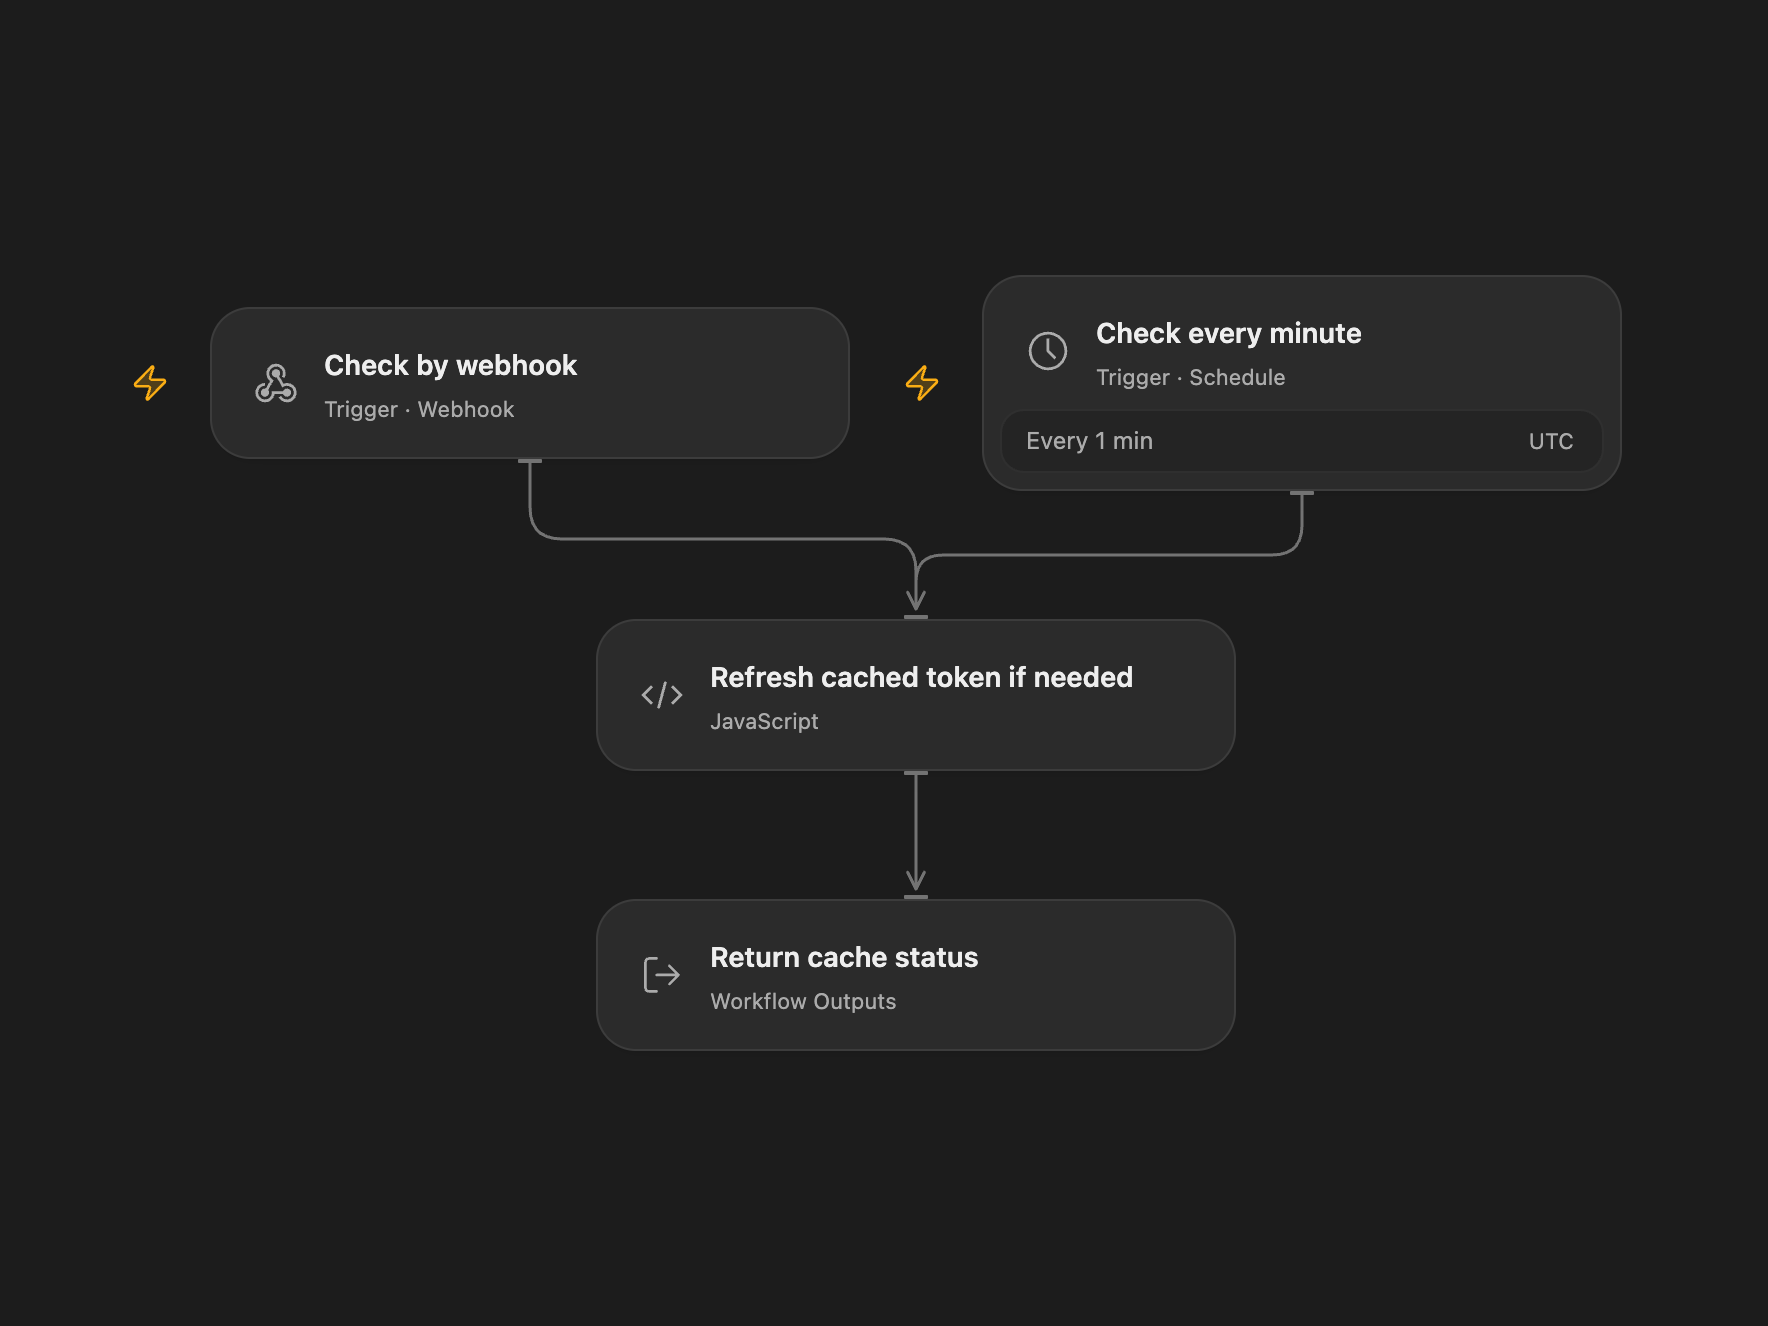 Check by webhook
Trigger · Webhook
Check every minute
Trigger · Schedule
Every 1 min
UTC
Refresh cached token if needed
JavaScript
Return cache status
Workflow Outputs